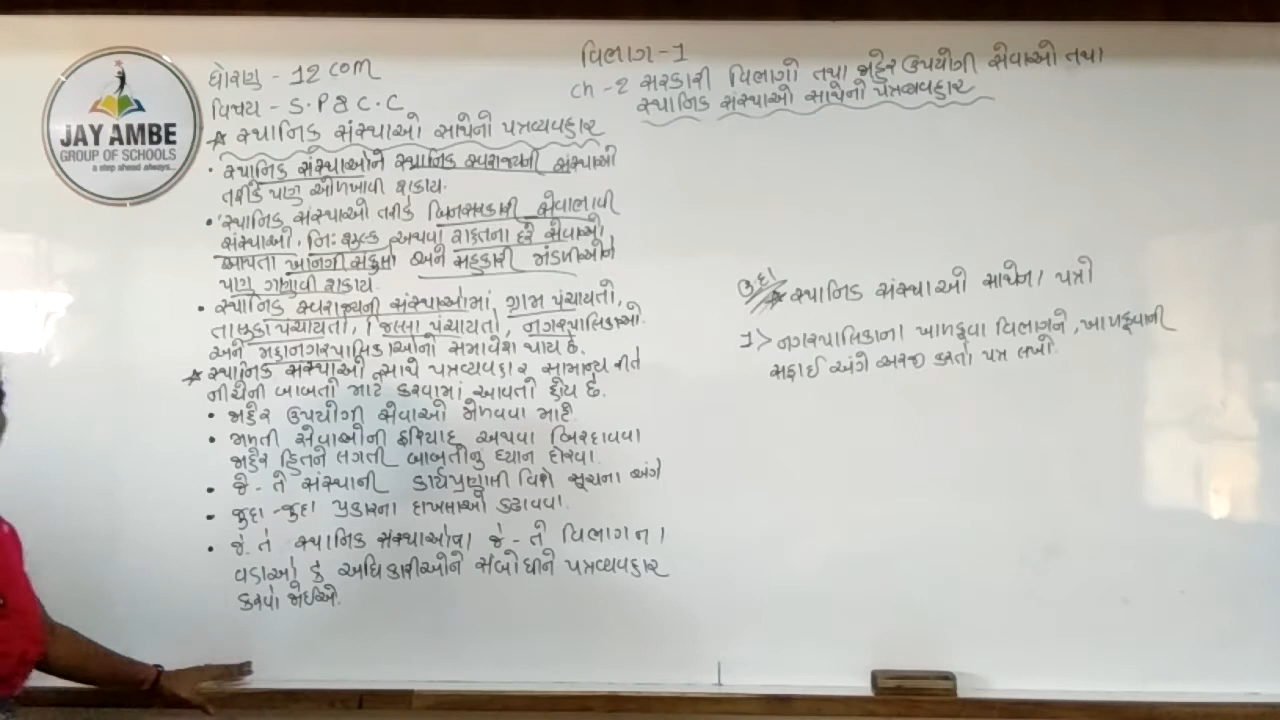 JAY AMBE
GROUP OF SCHOOLS
a step ahead always...
ધોરણ - 12 com
વિષય - S.P & C.C
વિભાગ-1
ch-2 સરકારી વિભાગો તથા જાહેર ઉપયોગી સેવાઓ તથા
સ્થાનિક સંસ્થાઓ સાથેનો પત્રવ્યવહાર
★ સ્થાનિક સંસ્થાઓ સાથેનો પત્રવ્યવહાર
• સ્થાનિક સંસ્થાઓને સ્થાનિક સ્વરાજ્યની સંસ્થાઓ
તરીકે પણ ઓળખાવી શકાય.
• સ્થાનિક સંસ્થાઓ તરીકે બિનસરકારી સેવાભાવી
સંસ્થાઓ, નિઃશુલ્ક અથવા રાહતના દરે સેવાઓ
આપતા ખાનગી સંકુલો અને સહકારી મંડળીઓને
પણ ગણાવી શકાય.
• સ્થાનિક સ્વરાજ્યની સંસ્થાઓમાં ગ્રામ પંચાયતો,
તાલુકા પંચાયતો, જિલ્લા પંચાયતો, નગરપાલિકાઓ
અને મહાનગરપાલિકાઓનો સમાવેશ થાય છે.
★ સ્થાનિક સંસ્થાઓ સાથે પત્રવ્યવહાર સામાન્ય રીતે
નીચેની બાબતો માટે કરવામાં આવતો હોય છે.
• જાહેર ઉપયોગી સેવાઓ મેળવવા માટે
• મળતી સેવાઓની ફરિયાદ અથવા બિરદાવવા
જાહેર હિતને લગતી બાબતોનું ધ્યાન દોરવા.
• જે-તે સંસ્થાની કાર્યપ્રણાલી વિશે સૂચના અંગે
• જુદા-જુદા પ્રકારના દાખલાઓ કઢાવવા.
• જે તે સ્થાનિક સંસ્થાઓના જે-તે વિભાગના
વડાઓ કે અધિકારીઓને સંબોધીને પત્રવ્યવહાર
કરવો જોઈએ.
★ સ્થાનિક સંસ્થાઓ સાથેના પત્રો
1> નગરપાલિકાના ખાળકૂવા વિભાગને, ખાળકૂવાની
સફાઈ અંગે અરજી કરતો પત્ર લખો.